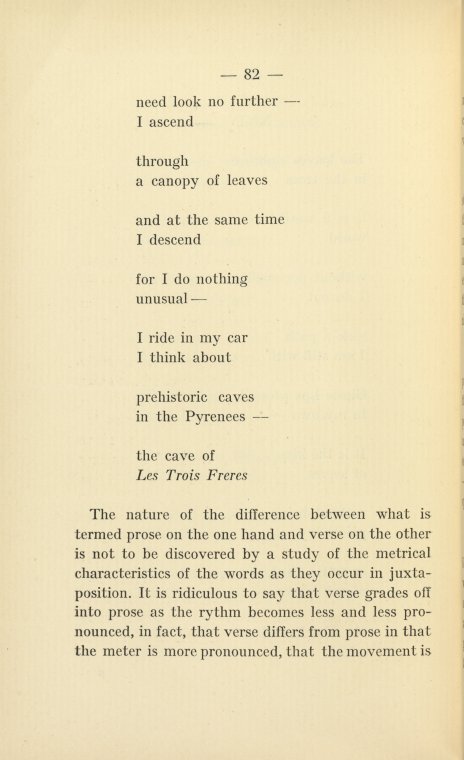 — 82 —
need look no further —
I ascend
through
a canopy of leaves
and at the same time
I descend
for I do nothing
unusual —
I ride in my car
I think about
prehistoric caves
in the Pyrenees —
the cave of
Les Trois Freres
The nature of the difference between what is
termed prose on the one hand and verse on the other
is not to be discovered by a study of the metrical
characteristics of the words as they occur in juxta-
position. It is ridiculous to say that verse grades off
into prose as the rythm becomes less and less pro-
nounced, in fact, that verse differs from prose in that
the meter is more pronounced, that the movement is